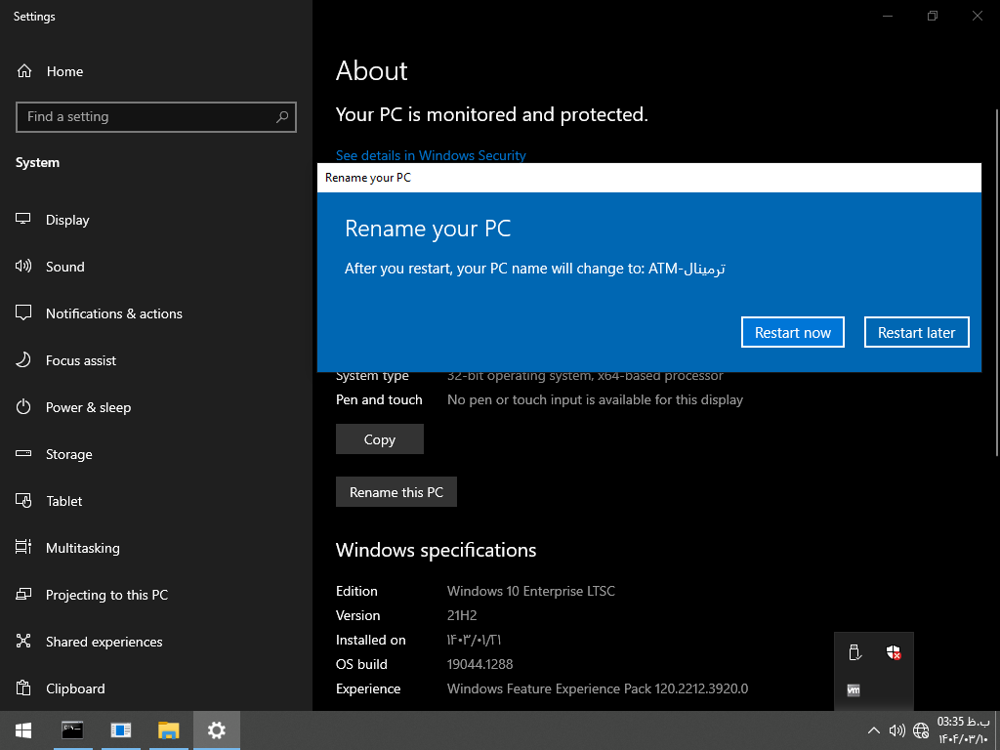 Settings
Home
Find a setting
System
Display
Sound
Notifications & actions
Focus assist
Power & sleep
Storage
Tablet
Multitasking
Projecting to this PC
Shared experiences
Clipboard
About
Your PC is monitored and protected.
See details in Windows Security
Rename your PC
Rename your PC
After you restart, your PC name will change to: ATM-ترمینال
Restart now
Restart later
System type 32-bit operating system, x64-based processor
Pen and touch No pen or touch input is available for this display
Copy
Rename this PC
Windows specifications
Edition Windows 10 Enterprise LTSC
Version 21H2
Installed on ۱۴۰۳/۰۱/۲۱
OS build 19044.1288
Experience Windows Feature Experience Pack 120.2212.3920.0
vm
03:35 ب.ظ
۱۴۰۴/۰۳/۱۰